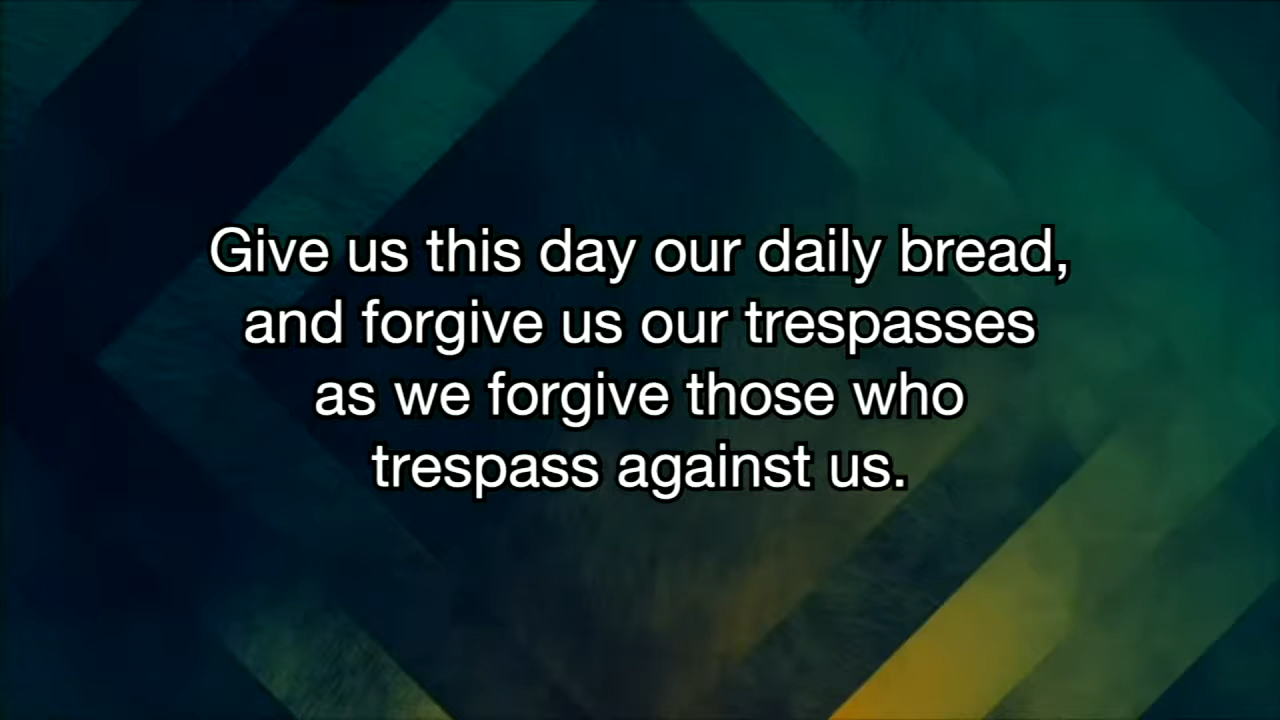 Give us this day our daily bread,
and forgive us our trespasses
as we forgive those who
trespass against us.